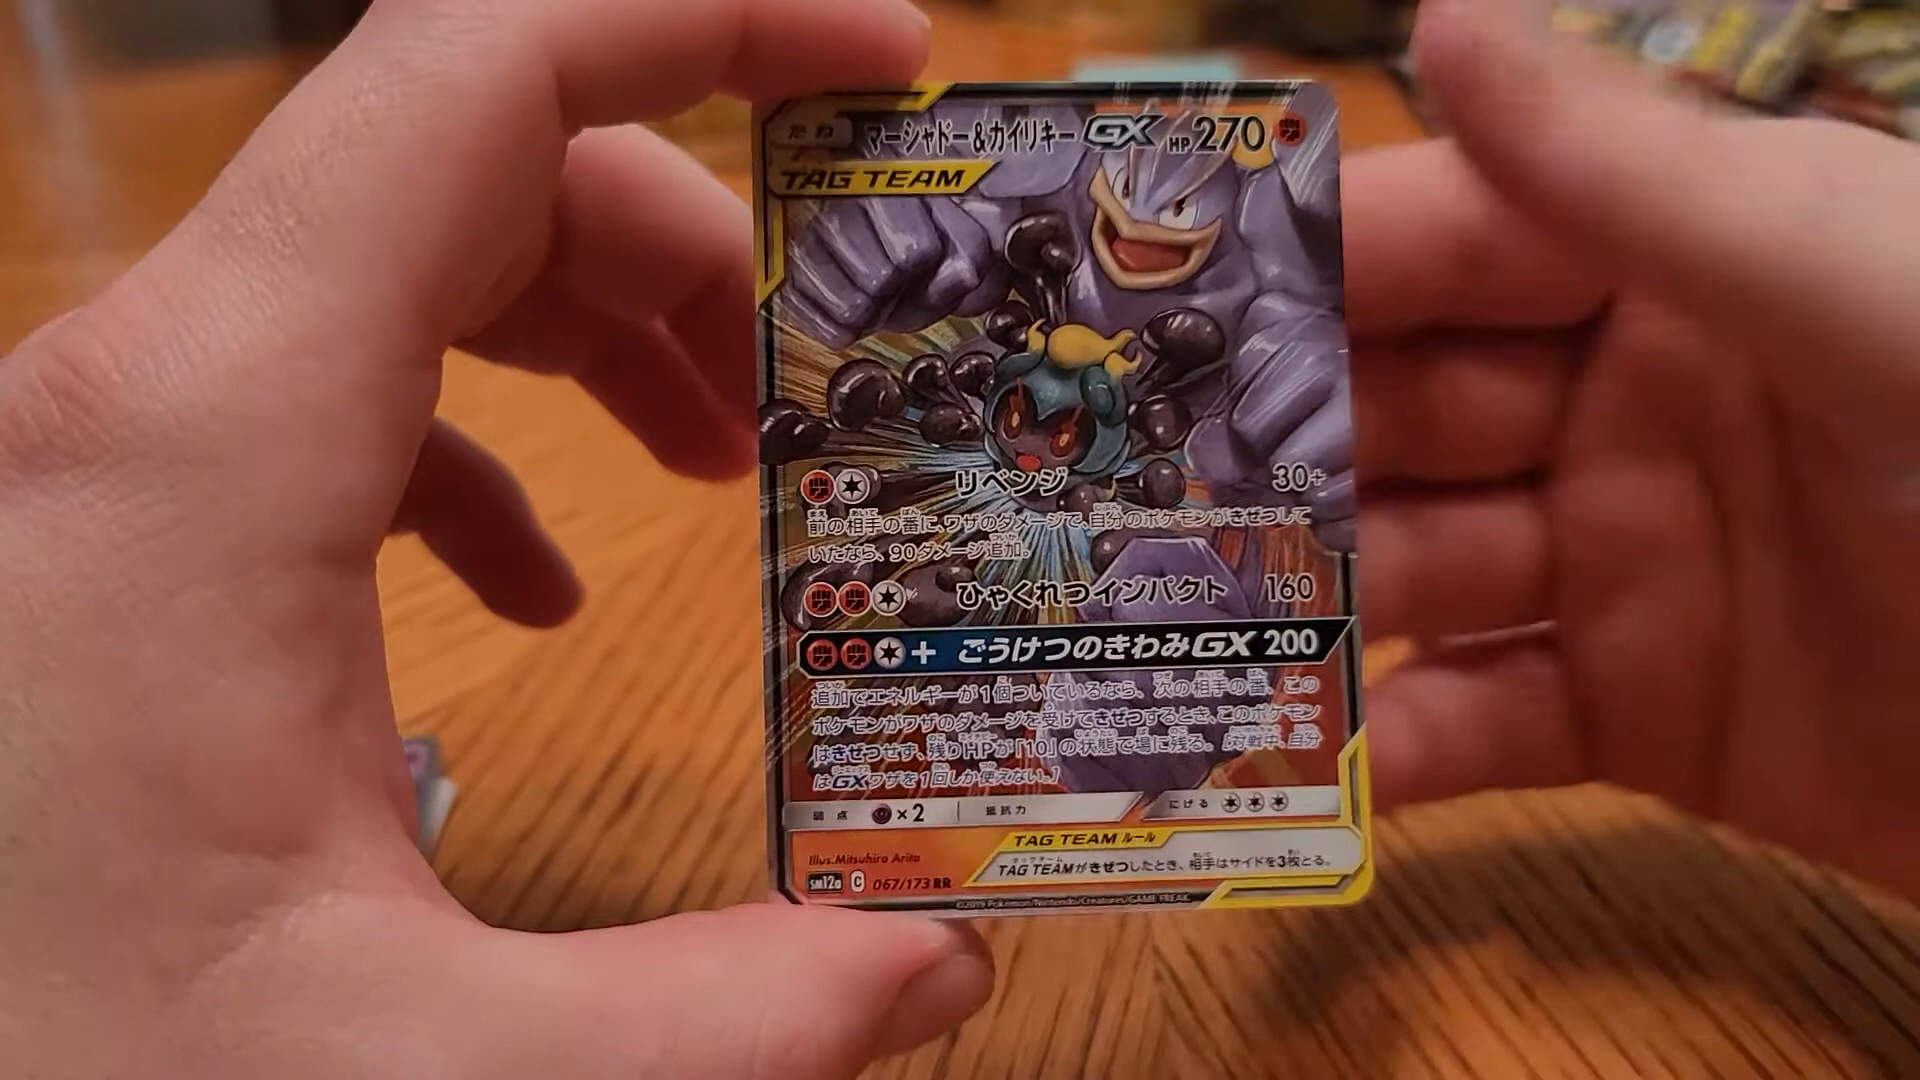 たね マーシャドー&カイリキーGX HP270
TAG TEAM
リベンジ 30+
前の相手の番に、ワザのダメージで、自分のポケモンがきぜつして
いたなら、90ダメージ追加。
ひゃくれつインパクト 160
+ ごうけつのきわみGX 200
追加でエネルギーが1個ついているなら、次の相手の番、この
ポケモンがワザのダメージを受けてきぜつするとき、このポケモン
はきぜつせず、残りHPが「10」の状態で場に残る。[対戦中、自分
はGXワザを1回しか使えない。]
弱点 ×2 抵抗力 にげる
TAG TEAM ルール
TAG TEAMがきぜつしたとき、相手はサイドを3枚とる。
Illus.Mitsuhiro Arita
SM12a C 067/173 RR
©2019 Pokémon/Nintendo/Creatures/GAME FREAK.